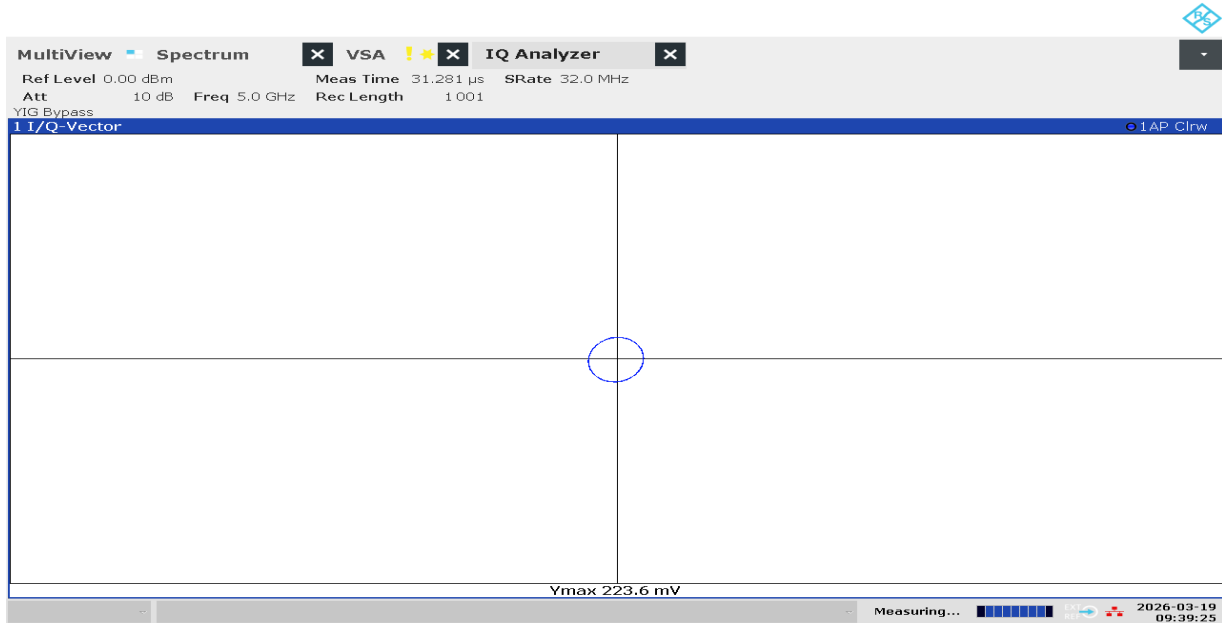 R&S
MultiView Spectrum X VSA ! * X IQ Analyzer X
Ref Level 0.00 dBm Meas Time 31.281 µs SRate 32.0 MHz
Att 10 dB Freq 5.0 GHz Rec Length 1001
YIG Bypass
1 I/Q-Vector 1AP Clrw
Ymax 223.6 mV
Measuring... EXT REF 2026-03-19
09:39:25